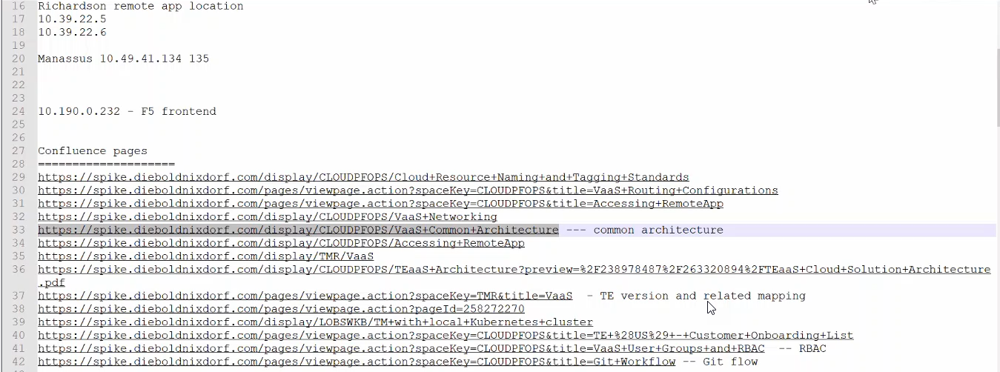 16 Richardson remote app location
17 10.39.22.5
18 10.39.22.6
19
20 Manassus 10.49.41.134 135
21
22
23
24 10.190.0.232 - F5 frontend
25
26
27 Confluence pages
28 ====================
29 https://spike.dieboldnixdorf.com/display/CLOUDPFOPS/Cloud+Resource+Naming+and+Tagging+Standards
30 https://spike.dieboldnixdorf.com/pages/viewpage.action?spaceKey=CLOUDPFOPS&title=VaaS+Routing+Configurations
31 https://spike.dieboldnixdorf.com/pages/viewpage.action?spaceKey=CLOUDPFOPS&title=Accessing+RemoteApp
32 https://spike.dieboldnixdorf.com/display/CLOUDPFOPS/VaaS+Networking
33 https://spike.dieboldnixdorf.com/display/CLOUDPFOPS/VaaS+Common+Architecture --- common architecture
34 https://spike.dieboldnixdorf.com/display/CLOUDPFOPS/Accessing+RemoteApp
35 https://spike.dieboldnixdorf.com/display/TMR/VaaS
36 https://spike.dieboldnixdorf.com/display/CLOUDPFOPS/TEaaS+Architecture?preview=%2F238978487%2F263320894%2FTEaaS+Cloud+Solution+Architecture
.pdf
37 https://spike.dieboldnixdorf.com/pages/viewpage.action?spaceKey=TMR&title=VaaS - TE version and related mapping
38 https://spike.dieboldnixdorf.com/pages/viewpage.action?pageId=258272270
39 https://spike.dieboldnixdorf.com/display/LOBSWKB/TM+with+local+Kubernetes+cluster
40 https://spike.dieboldnixdorf.com/pages/viewpage.action?spaceKey=CLOUDPFOPS&title=TE+%28US%29+-+Customer+Onboarding+List
41 https://spike.dieboldnixdorf.com/pages/viewpage.action?spaceKey=CLOUDPFOPS&title=VaaS+User+Groups+and+RBAC -- RBAC
42 https://spike.dieboldnixdorf.com/pages/viewpage.action?spaceKey=CLOUDPFOPS&title=Git+Workflow -- Git flow